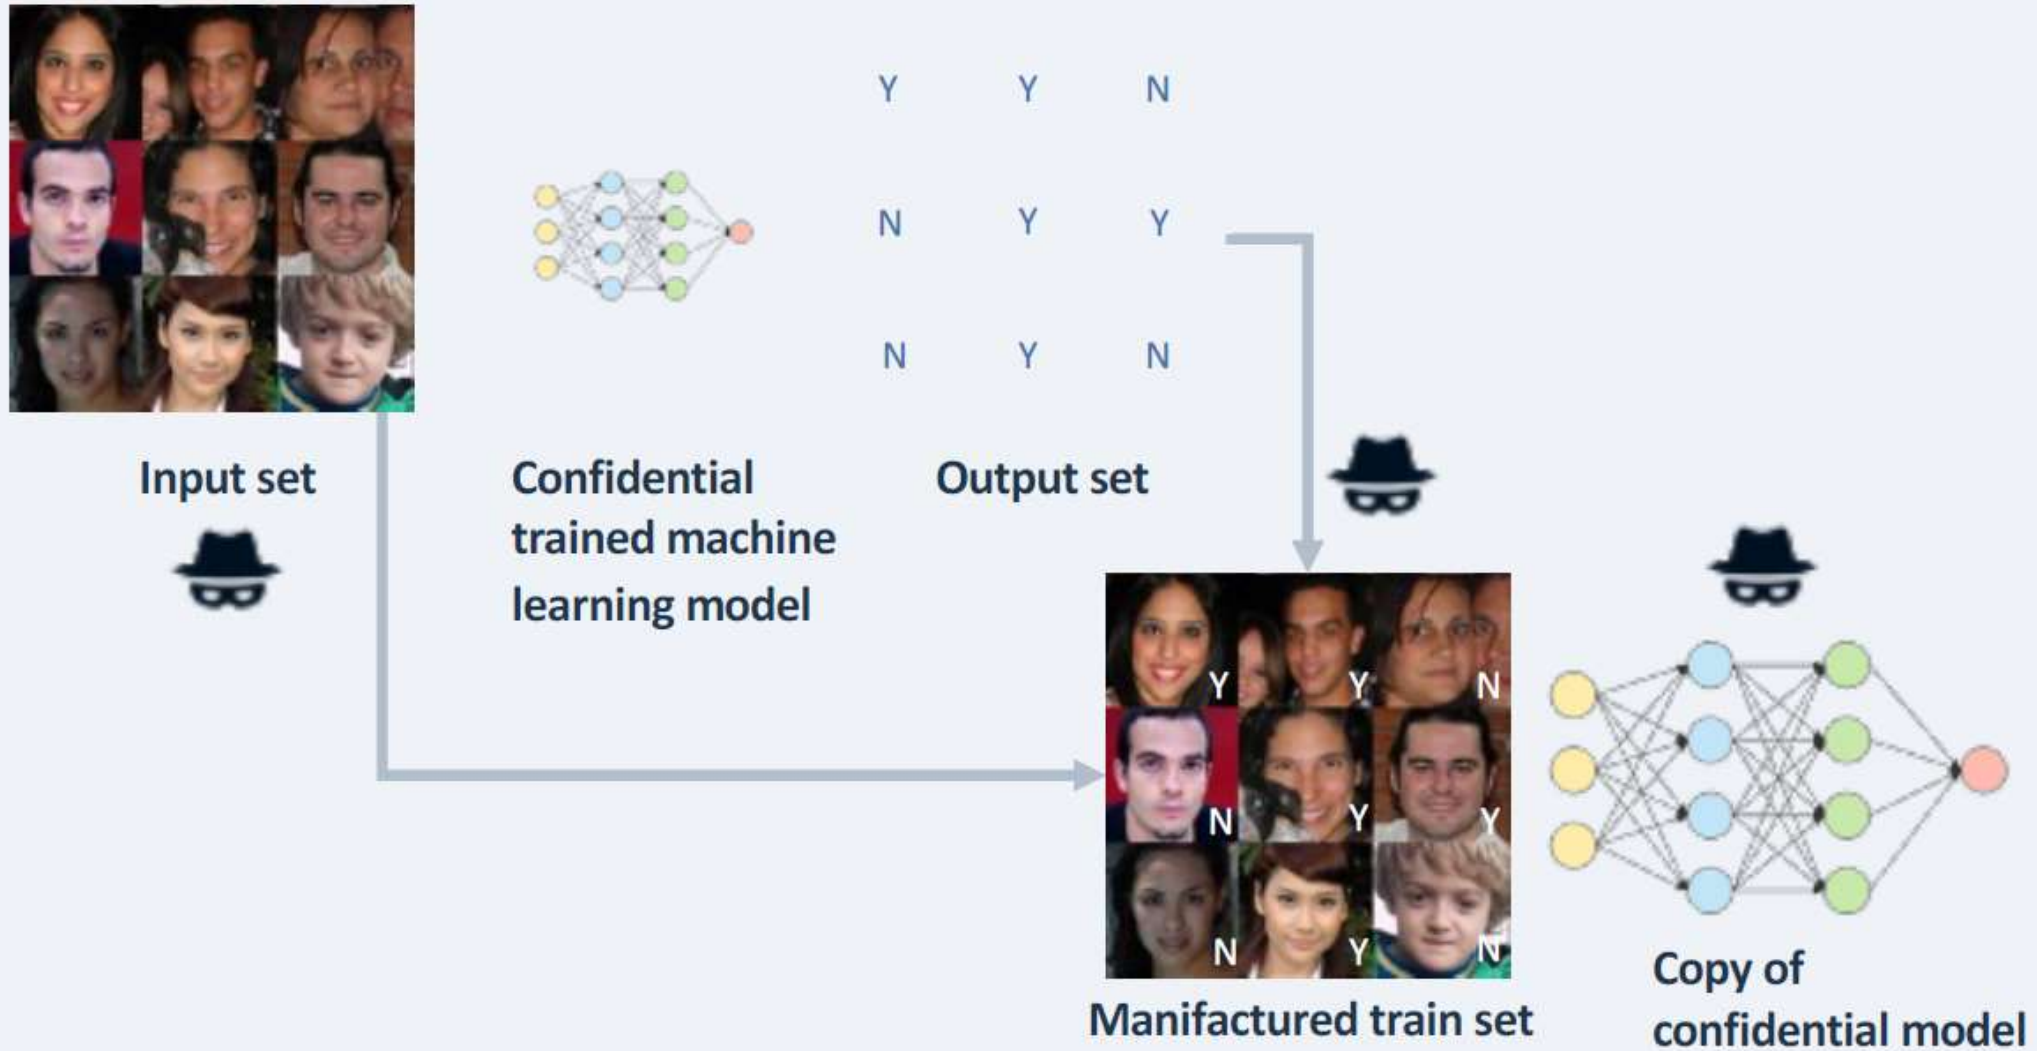 Y Y N
N Y Y
N Y N
Input set
Confidential
trained machine
learning model
Output set
Y Y N
N Y Y
N Y N
Manifactured train set
Copy of
confidential model